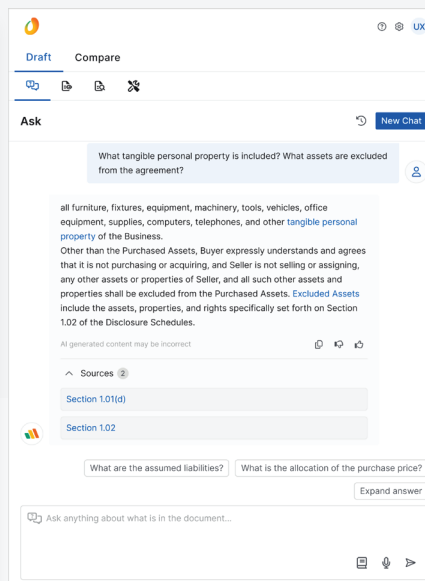 UX
Draft Compare
Ask
New Chat
What tangible personal property is included? What assets are excluded
from the agreement?
all furniture, fixtures, equipment, machinery, tools, vehicles, office
equipment, supplies, computers, telephones, and other tangible personal
property of the Business.
Other than the Purchased Assets, Buyer expressly understands and agrees
that it is not purchasing or acquiring, and Seller is not selling or assigning,
any other assets or properties of Seller, and all such other assets and
properties shall be excluded from the Purchased Assets. Excluded Assets
include the assets, properties, and rights specifically set forth on Section
1.02 of the Disclosure Schedules.
AI generated content may be incorrect
Sources 2
Section 1.01(d)
Section 1.02
What are the assumed liabilities? What is the allocation of the purchase price?
Expand answer
Ask anything about what is in the document...